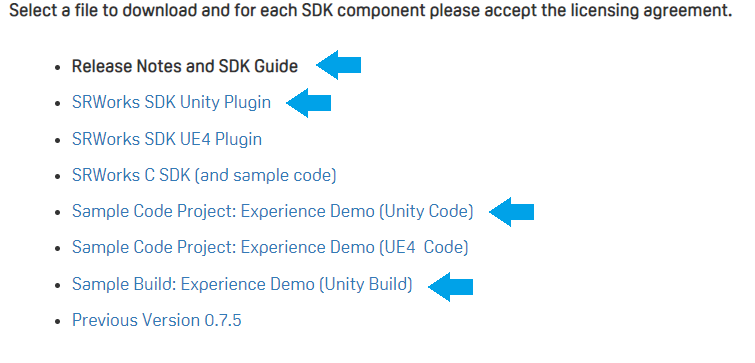 Select a file to download and for each SDK component please accept the licensing agreement.
Release Notes and SDK Guide
SRWorks SDK Unity Plugin
SRWorks SDK UE4 Plugin
SRWorks C SDK (and sample code)
Sample Code Project: Experience Demo (Unity Code)
Sample Code Project: Experience Demo (UE4 Code)
Sample Build: Experience Demo (Unity Build)
Previous Version 0.7.5